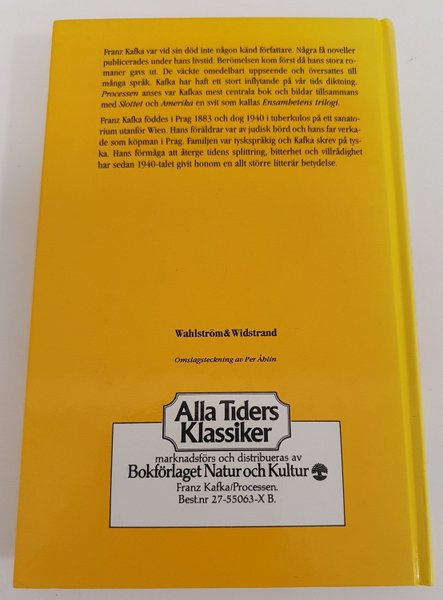 Franz Kafka var vid sin död inte någon känd författare. Några få noveller
publicerades under hans livstid. Berömelsen kom först då hans stora ro-
maner gavs ut. De väckte omedelbart uppseende och översattes till
många språk. Kafka har haft ett stort inflytande på vår tids diktning.
Processen anses var Kafkas mest centrala bok och bildar tillsammans
med Slottet och Amerika en svit som kallas Ensamhetens trilogi.
Franz Kafka föddes i Prag 1883 och dog 1940 i tuberkulos på ett sanato-
rium utanför Wien. Hans föräldrar var av judisk börd och hans far verka-
de som köpman i Prag. Familjen var tyskspråkig och Kafka skrev på tys-
ka. Hans förmåga att återge tidens splittring, bitterhet och villrådighet
har sedan 1940-talet givit honom en allt större litterär betydelse.
Wahlström & Widstrand
Omslagsteckning av Per Åhlin
Alla Tiders
Klassiker
marknadsförs och distribueras av
Bokförlaget Natur och Kultur
Franz Kafka/Processen.
Best.nr 27-55063-X B.